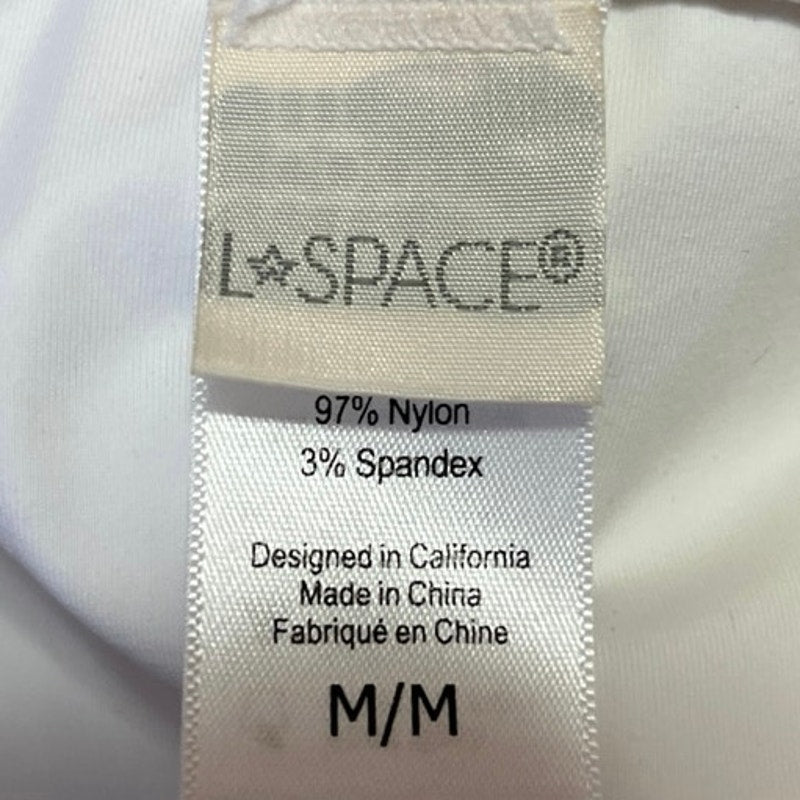 L☆SPACE®
97% Nylon
3% Spandex
Designed in California
Made in China
Fabriqué en Chine
M/M